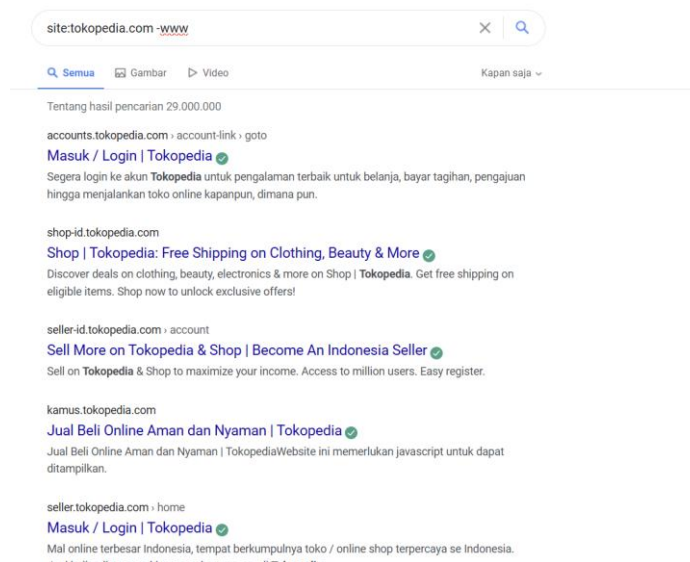 site:tokopedia.com -www
Semua Gambar Video Kapan saja
Tentang hasil pencarian 29.000.000
accounts.tokopedia.com › account-link › goto
Masuk / Login | Tokopedia
Segera login ke akun Tokopedia untuk pengalaman terbaik untuk belanja, bayar tagihan, pengajuan
hingga menjalankan toko online kapanpun, dimana pun.
shop-id.tokopedia.com
Shop | Tokopedia: Free Shipping on Clothing, Beauty & More
Discover deals on clothing, beauty, electronics & more on Shop | Tokopedia. Get free shipping on
eligible items. Shop now to unlock exclusive offers!
seller-id.tokopedia.com › account
Sell More on Tokopedia & Shop | Become An Indonesia Seller
Sell on Tokopedia & Shop to maximize your income. Access to million users. Easy register.
kamus.tokopedia.com
Jual Beli Online Aman dan Nyaman | Tokopedia
Jual Beli Online Aman dan Nyaman | TokopediaWebsite ini memerlukan javascript untuk dapat
ditampilkan.
seller.tokopedia.com › home
Masuk / Login | Tokopedia
Mal online terbesar Indonesia, tempat berkumpulnya toko / online shop terpercaya se Indonesia.